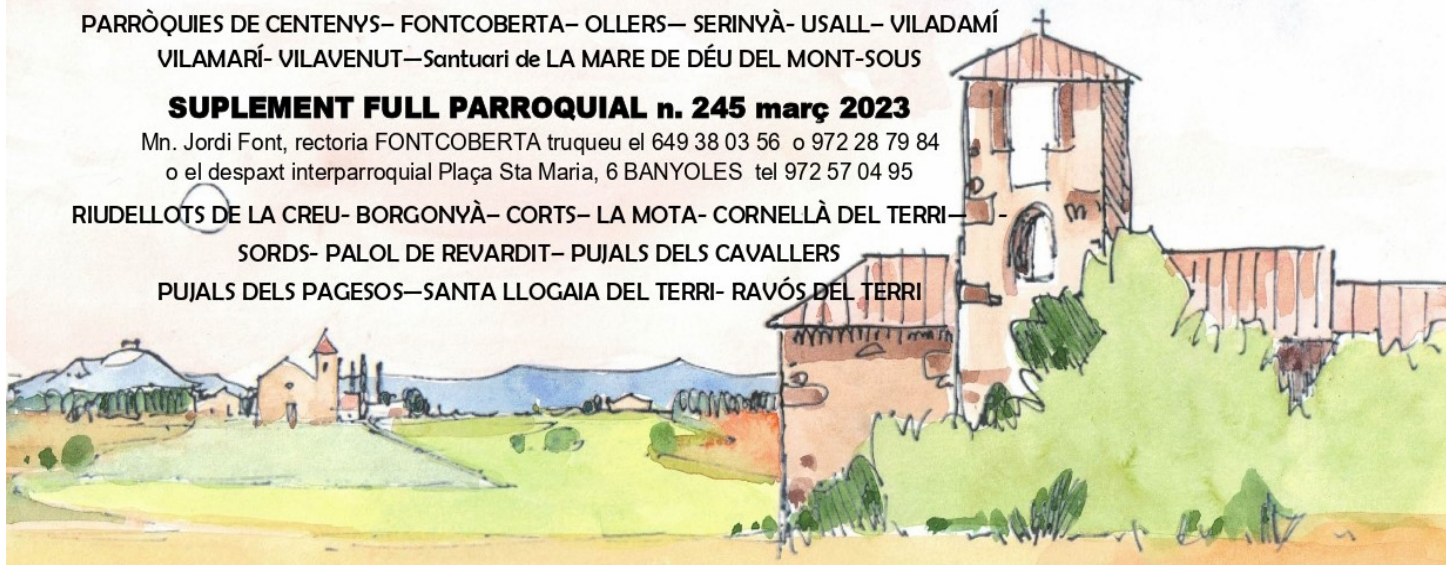 PARRÒQUIES DE CENTENYS– FONTCOBERTA– OLLERS— SERINYÀ- USALL– VILADAMÍ
VILAMARÍ- VILAVENUT—Santuari de LA MARE DE DÉU DEL MONT-SOUS
SUPLEMENT FULL PARROQUIAL n. 245 març 2023
Mn. Jordi Font, rectoria FONTCOBERTA truqueu el 649 38 03 56 o 972 28 79 84
o el despaxt interparroquial Plaça Sta Maria, 6 BANYOLES tel 972 57 04 95
RIUDELLOTS DE LA CREU- BORGONYÀ– CORTS– LA MOTA- CORNELLÀ DEL TERRI— -
SORDS- PALOL DE REVARDIT– PUJALS DELS CAVALLERS
PUJALS DELS PAGESOS—SANTA LLOGAIA DEL TERRI- RAVÓS DEL TERRI